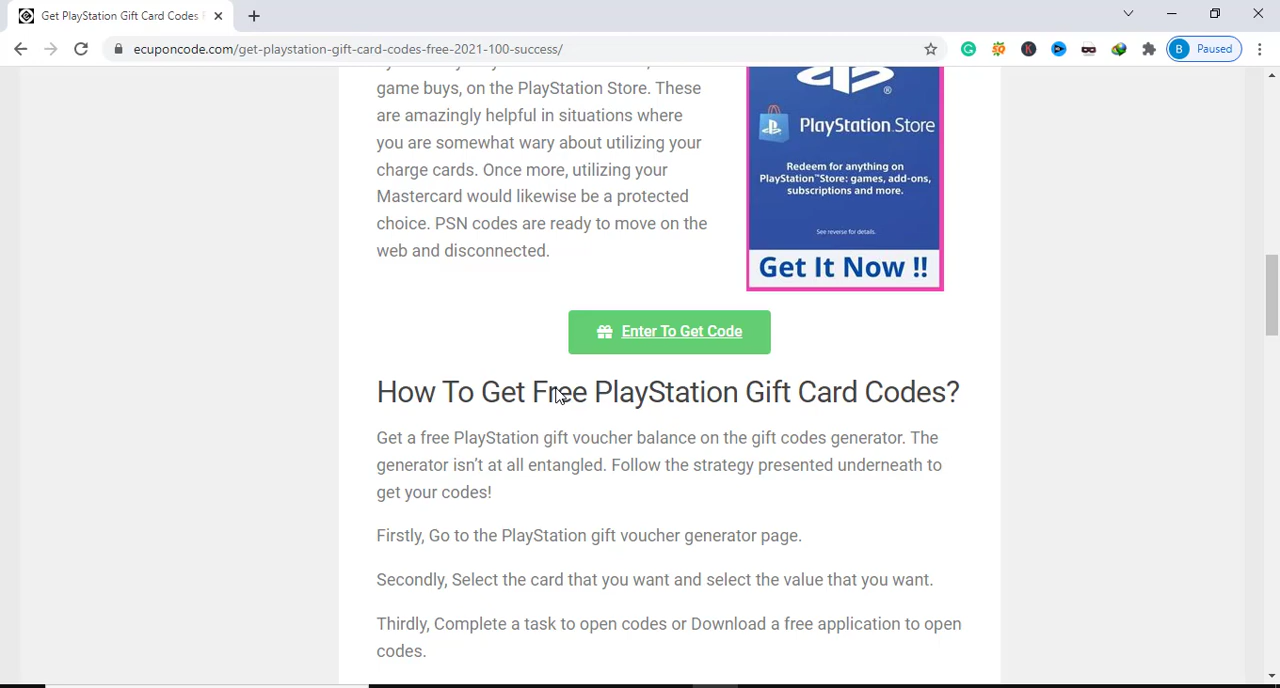 Get PlayStation Gift Card Codes F
ecuponcode.com/get-playstation-gift-card-codes-free-2021-100-success/
B Paused
game buys, on the PlayStation Store. These
are amazingly helpful in situations where
you are somewhat wary about utilizing your
charge cards. Once more, utilizing your
Mastercard would likewise be a protected
choice. PSN codes are ready to move on the
web and disconnected.
PlayStation.Store
Redeem for anything on
PlayStation™Store: games, add-ons,
subscriptions and more.
See reverse for details.
Get It Now !!
Enter To Get Code
How To Get Free PlayStation Gift Card Codes?
Get a free PlayStation gift voucher balance on the gift codes generator. The
generator isn't at all entangled. Follow the strategy presented underneath to
get your codes!
Firstly, Go to the PlayStation gift voucher generator page.
Secondly, Select the card that you want and select the value that you want.
Thirdly, Complete a task to open codes or Download a free application to open
codes.